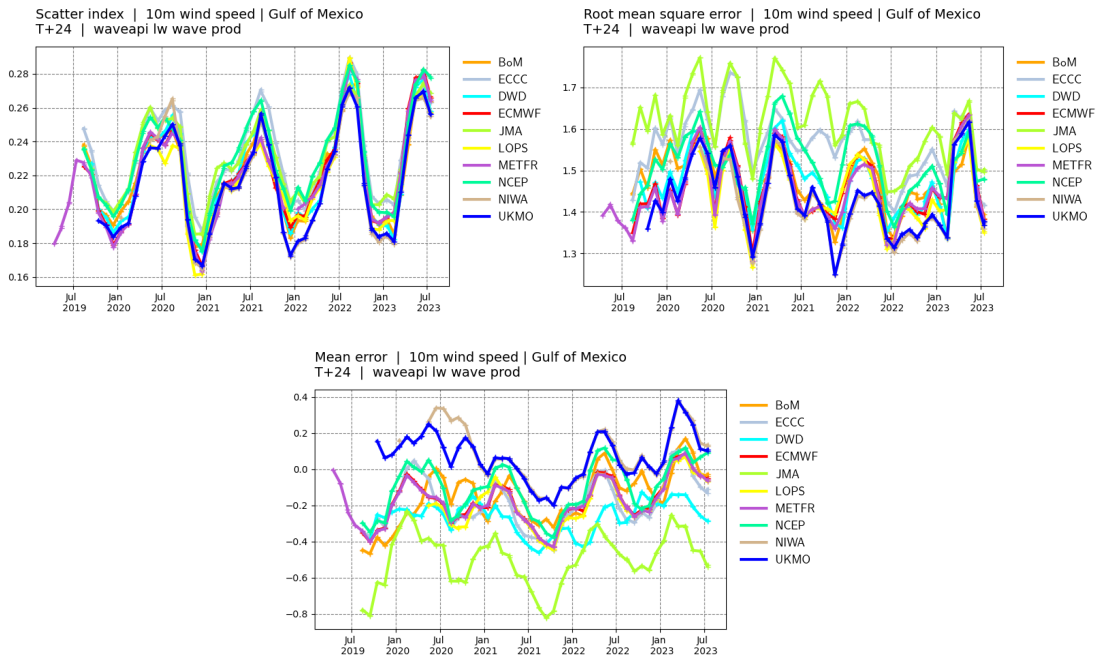 Scatter index | 10m wind speed | Gulf of Mexico
T+24 | waveapi lw wave prod
0.28
0.26
0.24
0.22
0.20
0.18
0.16
Jul 2019
Jan 2020
Jul 2020
Jan 2021
Jul 2021
Jan 2022
Jul 2022
Jan 2023
Jul 2023
BoM
ECCC
DWD
ECMWF
JMA
LOPS
METFR
NCEP
NIWA
UKMO
Root mean square error | 10m wind speed | Gulf of Mexico
T+24 | waveapi lw wave prod
1.7
1.6
1.5
1.4
1.3
Jul 2019
Jan 2020
Jul 2020
Jan 2021
Jul 2021
Jan 2022
Jul 2022
Jan 2023
Jul 2023
BoM
ECCC
DWD
ECMWF
JMA
LOPS
METFR
NCEP
NIWA
UKMO
Mean error | 10m wind speed | Gulf of Mexico
T+24 | waveapi lw wave prod
0.4
0.2
0.0
−0.2
−0.4
−0.6
−0.8
Jul 2019
Jan 2020
Jul 2020
Jan 2021
Jul 2021
Jan 2022
Jul 2022
Jan 2023
Jul 2023
BoM
ECCC
DWD
ECMWF
JMA
LOPS
METFR
NCEP
NIWA
UKMO